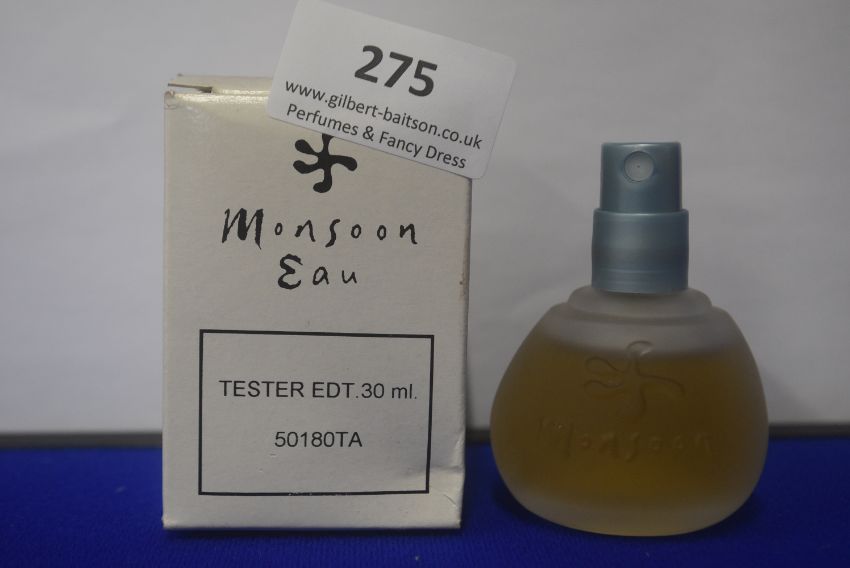 275
www.gilbert-baitson.co.uk
Perfumes & Fancy Dress
Monsoon
Eau
TESTER EDT.30 ml.
50180TA
Monsoon